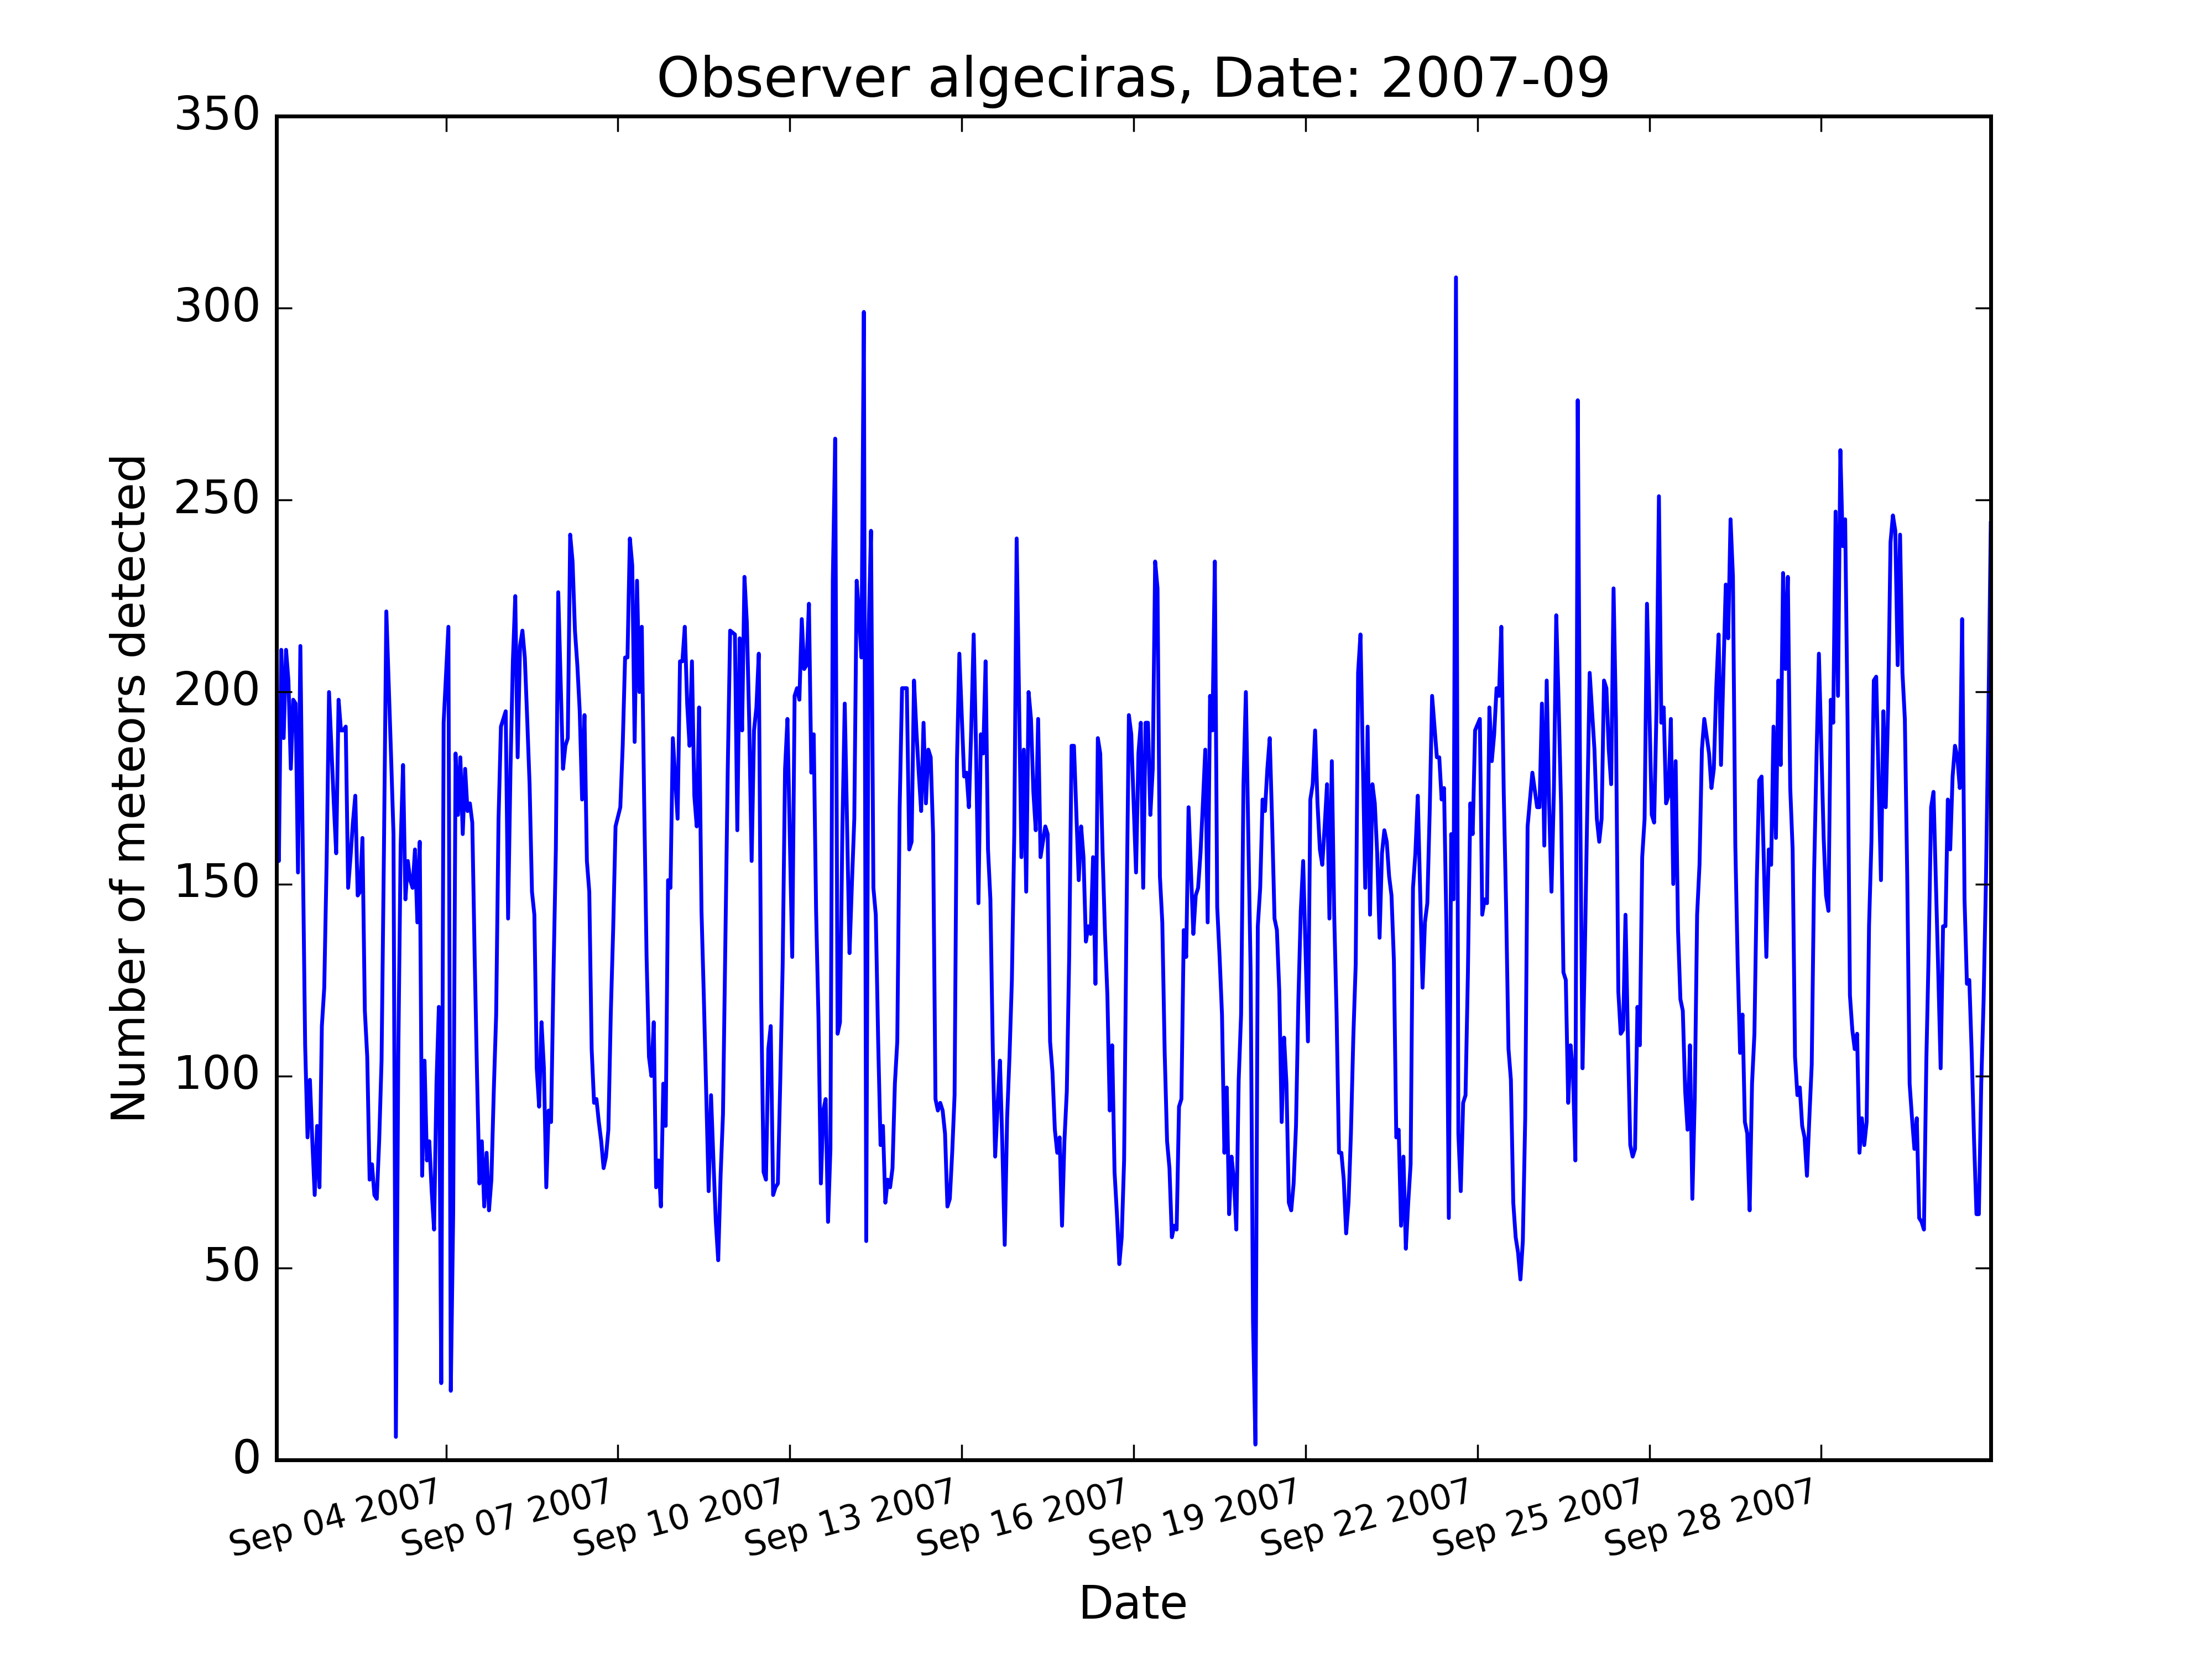 Observer algeciras, Date: 2007-09
350
300
250
200
150
100
50
0
Number of meteors detected
Sep 04 2007
Sep 07 2007
Sep 10 2007
Sep 13 2007
Sep 16 2007
Sep 19 2007
Sep 22 2007
Sep 25 2007
Sep 28 2007
Date